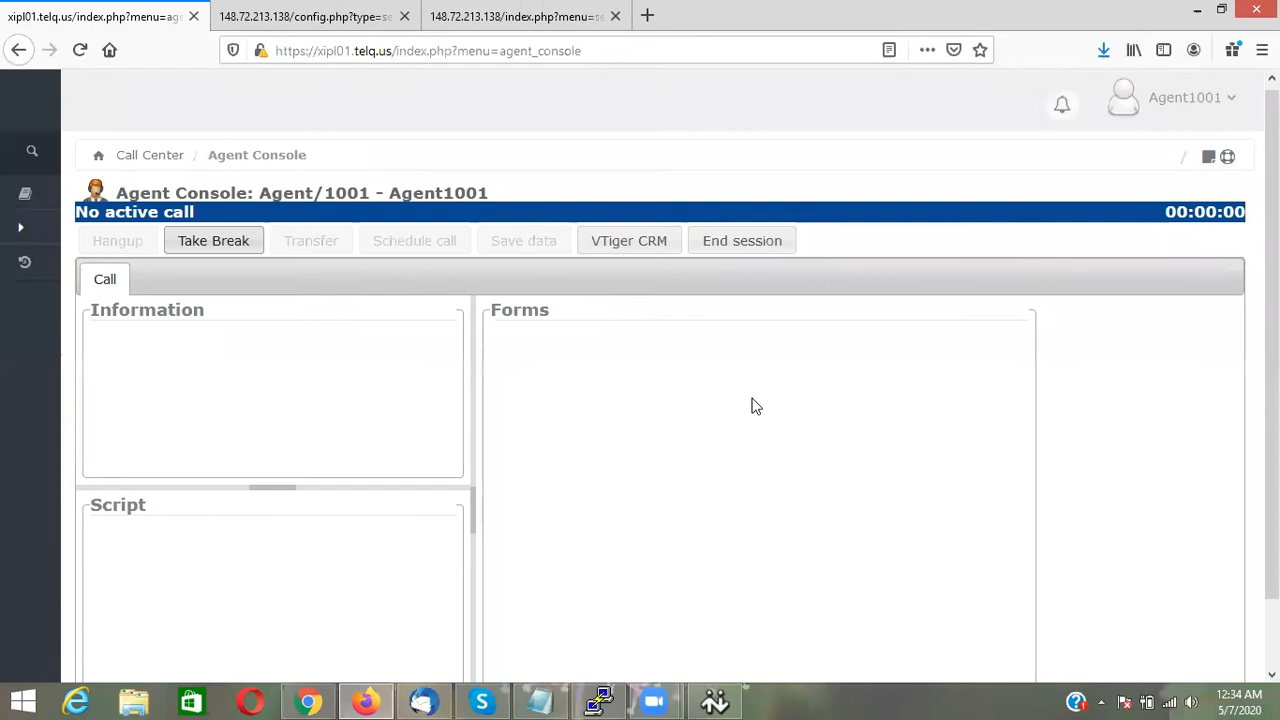 xipl01.telq.us/index.php?menu=age
148.72.213.138/config.php?type=se
148.72.213.138/index.php?menu=se
https://xipl01.telq.us/index.php?menu=agent_console
Agent1001
Call Center / Agent Console /
Agent Console: Agent/1001 - Agent1001
No active call 00:00:00
Hangup Take Break Transfer Schedule call Save data VTiger CRM End session
Call
Information
Forms
Script
12:34 AM
5/7/2020